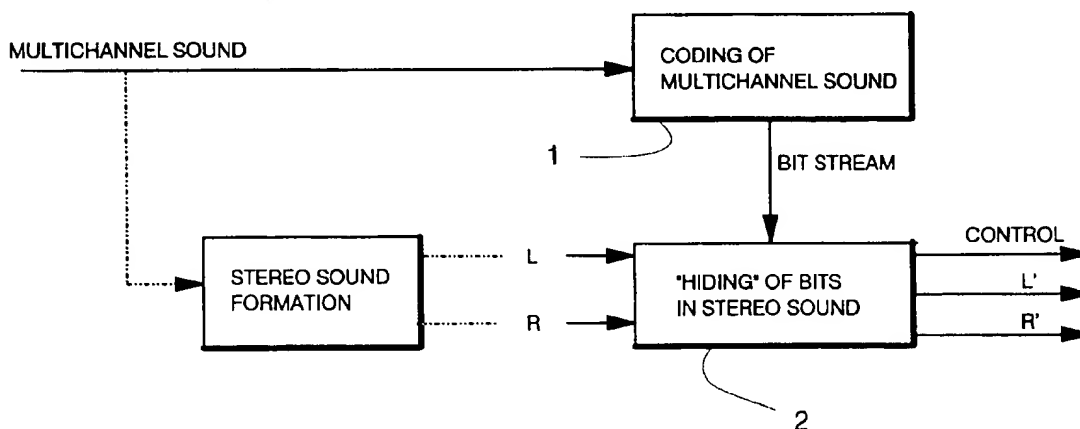 MULTICHANNEL SOUND
CODING OF
MULTICHANNEL SOUND
1
BIT STREAM
STEREO SOUND
FORMATION
L
R
"HIDING" OF BITS
IN STEREO SOUND
CONTROL
L'
R'
2